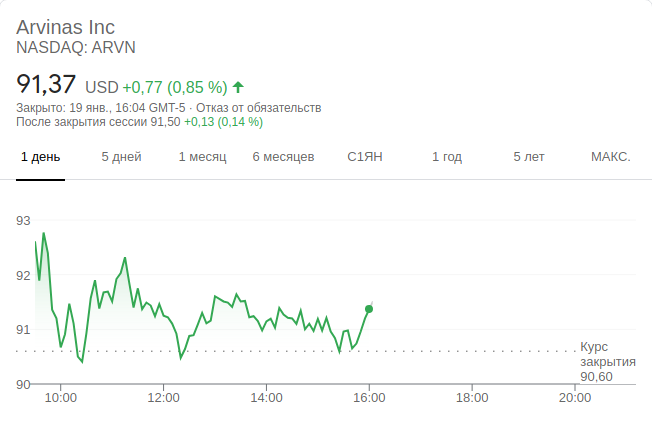 Arvinas Inc
NASDAQ: ARVN
91,37 USD +0,77 (0,85 %)
Закрыто: 19 янв., 16:04 GMT-5 · Отказ от обязательств
После закрытия сессии 91,50 +0,13 (0,14 %)
1 день 5 дней 1 месяц 6 месяцев С1ЯН 1 год 5 лет МАКС.
93
92
91
Курс
закрытия
90,60
90
10:00 12:00 14:00 16:00 18:00 20:00